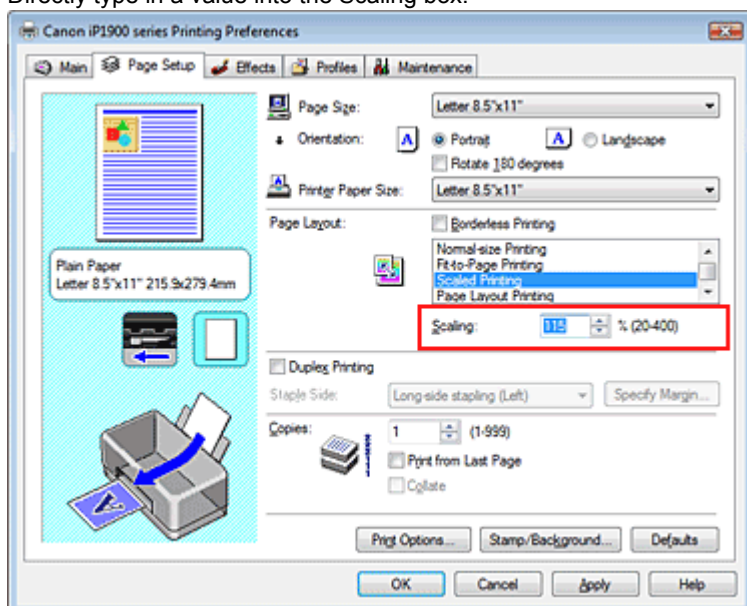 Directly type in a value into the Scaling box.
Canon iP1900 series Printing Preferences
Main Page Setup Effects Profiles Maintenance
Page Size: Letter 8.5"x11"
Orientation: A Portrait A Landscape
Rotate 180 degrees
Printer Paper Size: Letter 8.5"x11"
Page Layout: Borderless Printing
Normal-size Printing
Fit-to-Page Printing
Scaled Printing
Page Layout Printing
Plain Paper
Letter 8.5"x11" 215.9x279.4mm
Scaling: 115 % (20-400)
Duplex Printing
Staple Side: Long-side stapling (Left) Specify Margin...
Copies: 1 (1-999)
Print from Last Page
Collate
A
Print Options... Stamp/Background... Defaults
OK Cancel Apply Help